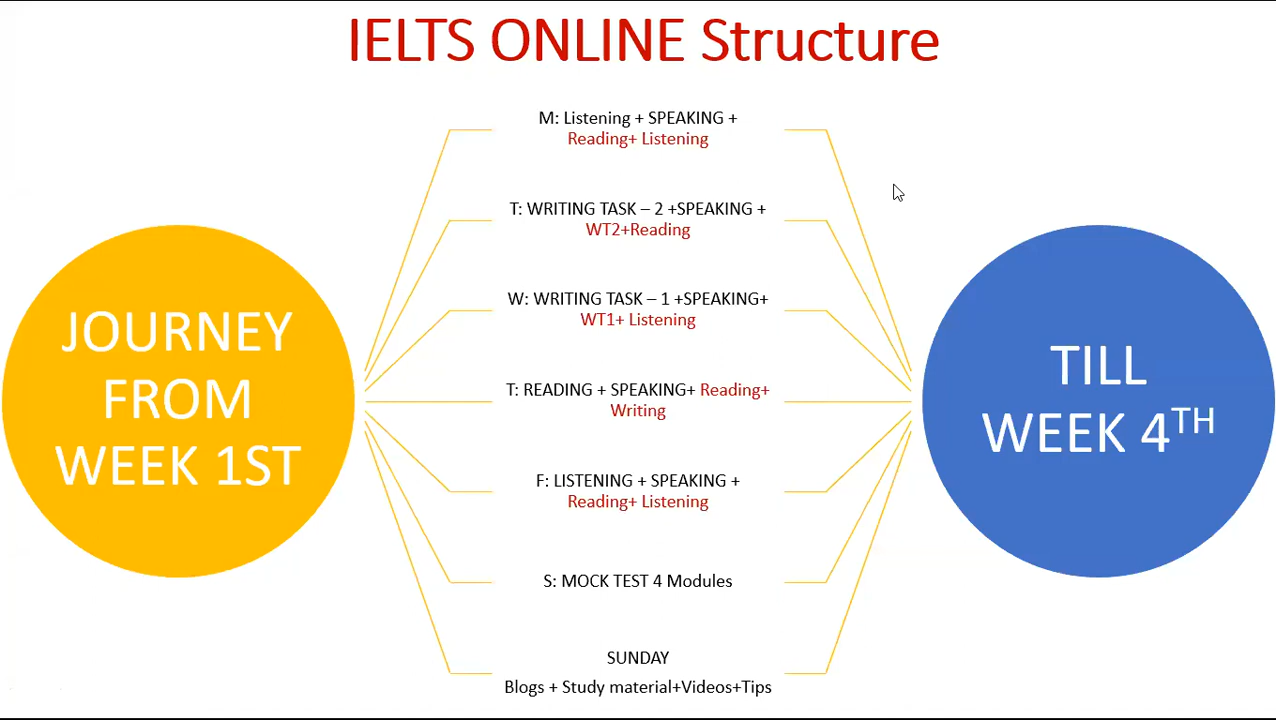 IELTS ONLINE Structure
M: Listening + SPEAKING +
Reading+ Listening
T: WRITING TASK – 2 +SPEAKING +
WT2+Reading
W: WRITING TASK – 1 +SPEAKING+
WT1+ Listening
T: READING + SPEAKING+ Reading+
Writing
F: LISTENING + SPEAKING +
Reading+ Listening
S: MOCK TEST 4 Modules
SUNDAY
Blogs + Study material+Videos+Tips
JOURNEY
FROM
WEEK 1ST
TILL
WEEK 4TH